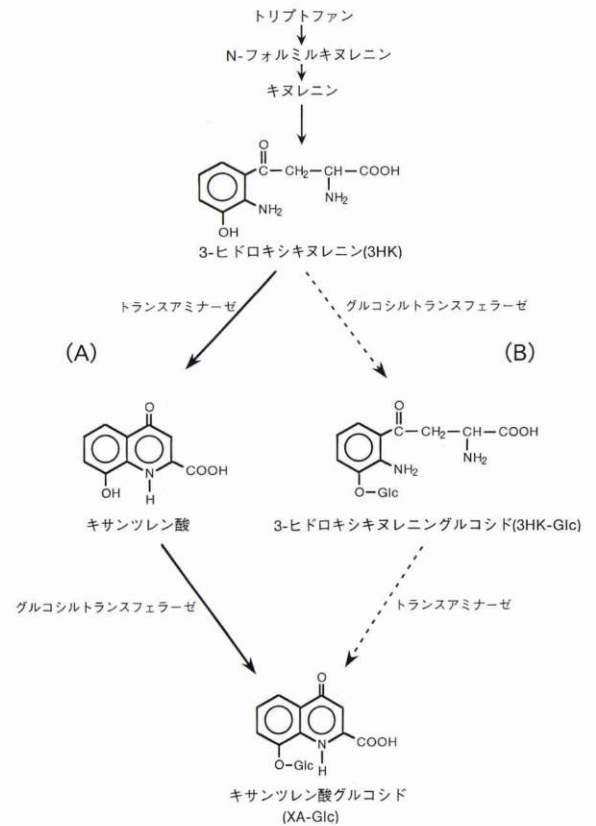 トリプトファン
N-フォルミルキヌレニン
キヌレニン
O
C-CH2-CH-COOH
NH2
NH2
OH
3-ヒドロキシキヌレニン(3HK)
トランスアミナーゼ
グルコシルトランスフェラーゼ
(A)
(B)
O
COOH
N
H
OH
キサンツレン酸
O
C-CH2-CH-COOH
NH2
NH2
O-Glc
3-ヒドロキシキヌレニングルコシド(3HK-Glc)
グルコシルトランスフェラーゼ
トランスアミナーゼ
O
COOH
N
H
O-Glc
キサンツレン酸グルコシド
(XA-Glc)